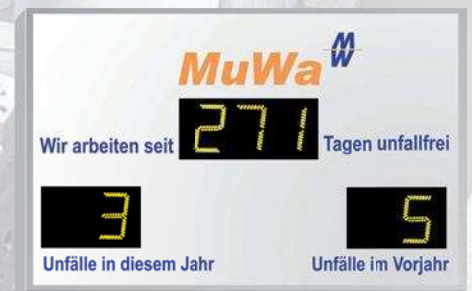 MuWa MW
Wir arbeiten seit 271 Tagen unfallfrei
3 5
Unfälle in diesem Jahr Unfälle im Vorjahr